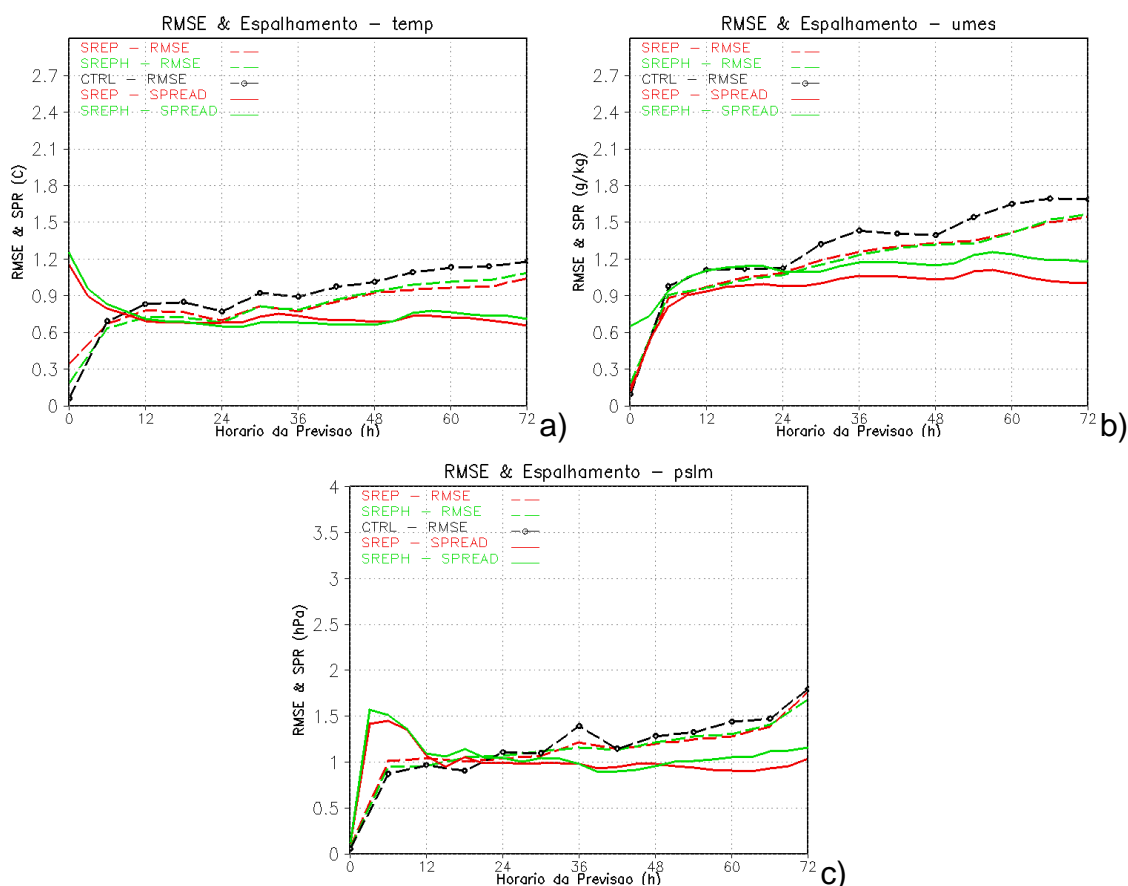 RMSE & Espalhamento - temp
SREP - RMSE
SREPH - RMSE
CTRL - RMSE
SREP - SPREAD
SREPH - SPREAD
RMSE & SPR (C)
2.7
2.4
2.1
1.8
1.5
1.2
0.9
0.6
0.3
0
0 12 24 36 48 60 72
Horario da Previsao (h)
a)
RMSE & Espalhamento - umes
SREP - RMSE
SREPH - RMSE
CTRL - RMSE
SREP - SPREAD
SREPH - SPREAD
RMSE & SPR (g/kg)
2.7
2.4
2.1
1.8
1.5
1.2
0.9
0.6
0.3
0
0 12 24 36 48 60 72
Horario da Previsao (h)
b)
RMSE & Espalhamento - pslm
SREP - RMSE
SREPH - RMSE
CTRL - RMSE
SREP - SPREAD
SREPH - SPREAD
RMSE & SPR (hPa)
4
3.5
3
2.5
2
1.5
1
0.5
0
0 12 24 36 48 60 72
Horario da Previsao (h)
c)